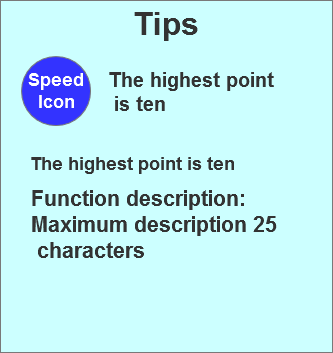 Tips
Speed
Icon
The highest point
is ten
The highest point is ten
Function description:
Maximum description 25
characters